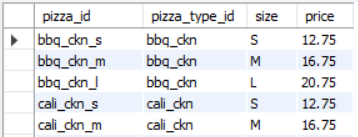 pizza_id pizza_type_id size price
bbq_ckn_s bbq_ckn S 12.75
bbq_ckn_m bbq_ckn M 16.75
bbq_ckn_l bbq_ckn L 20.75
cali_ckn_s cali_ckn S 12.75
cali_ckn_m cali_ckn M 16.75